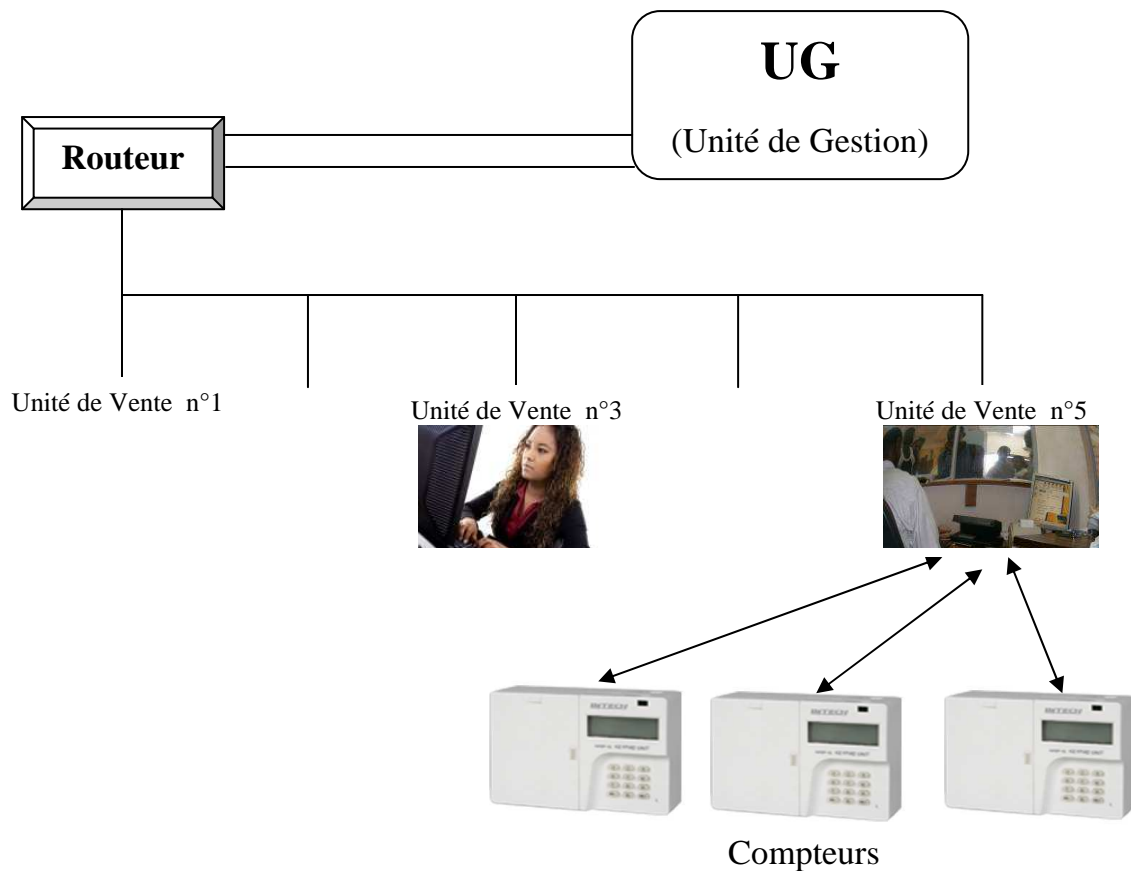 UG
(Unité de Gestion)
Routeur
Unité de Vente n°1
Unité de Vente n°3
Unité de Vente n°5
Compteurs